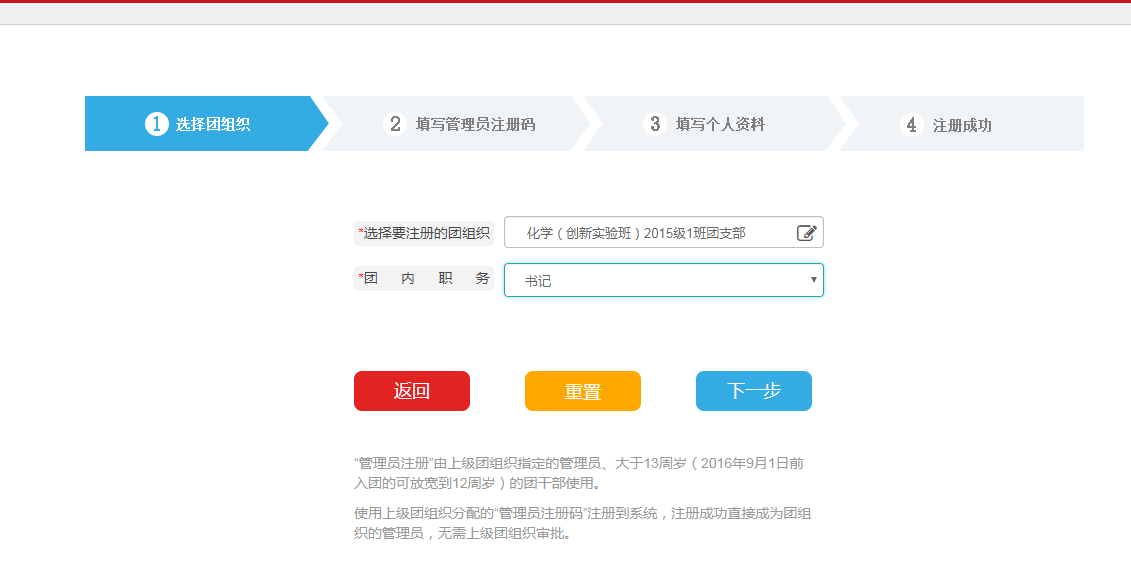 1 选择团组织
2 填写管理员注册码
3 填写个人资料
4 注册成功
*选择要注册的团组织
化学（创新实验班）2015级1班团支部
*团 内 职 务
书记
返回
重置
下一步
“管理员注册”由上级团组织指定的管理员、大于13周岁（2016年9月1日前
入团的可放宽到12周岁）的团干部使用。
使用上级团组织分配的“管理员注册码”注册到系统，注册成功直接成为团组
织的管理员，无需上级团组织审批。